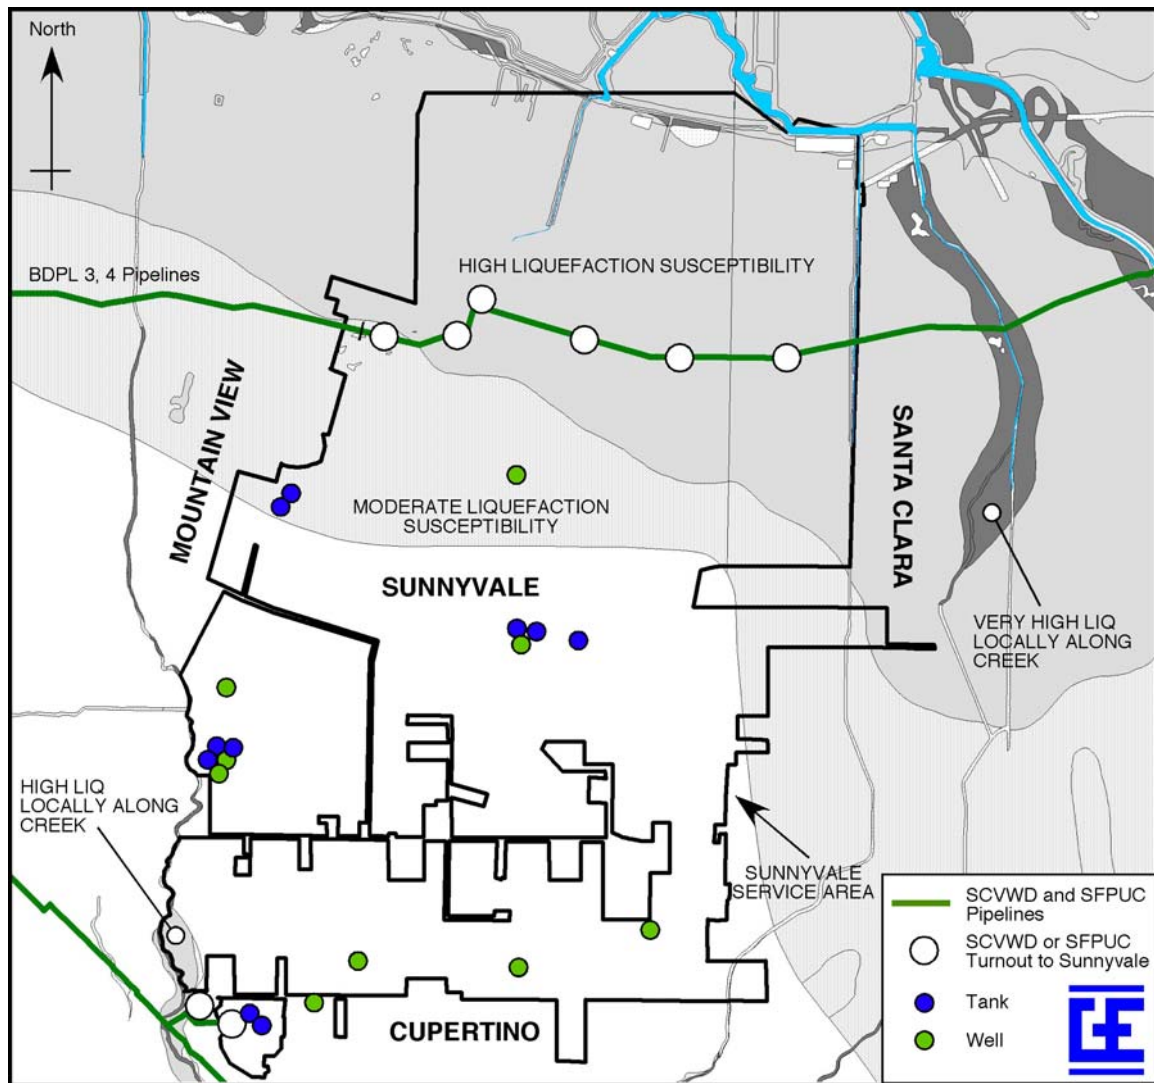 North
BDPL 3, 4 Pipelines
HIGH LIQUEFACTION SUSCEPTIBILITY
MOUNTAIN VIEW
SANTA CLARA
MODERATE LIQUEFACTION
SUSCEPTIBILITY
SUNNYVALE
VERY HIGH LIQ
LOCALLY ALONG
CREEK
HIGH LIQ
LOCALLY ALONG
CREEK
SUNNYVALE
SERVICE AREA
CUPERTINO
SCVWD and SFPUC
Pipelines
SCVWD or SFPUC
Turnout to Sunnyvale
Tank
Well